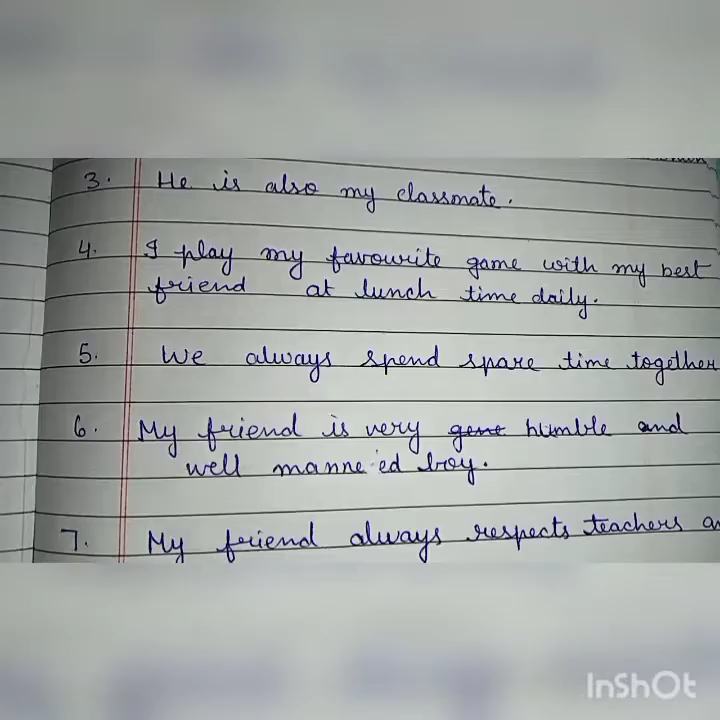 3. He is also my classmate.
4. I play my favourite game with my best
friend at lunch time daily.
5. We always spend spare time together
6. My friend is very gent humble and
well manne ed boy.
7. My friend always respects teachers
InShOt